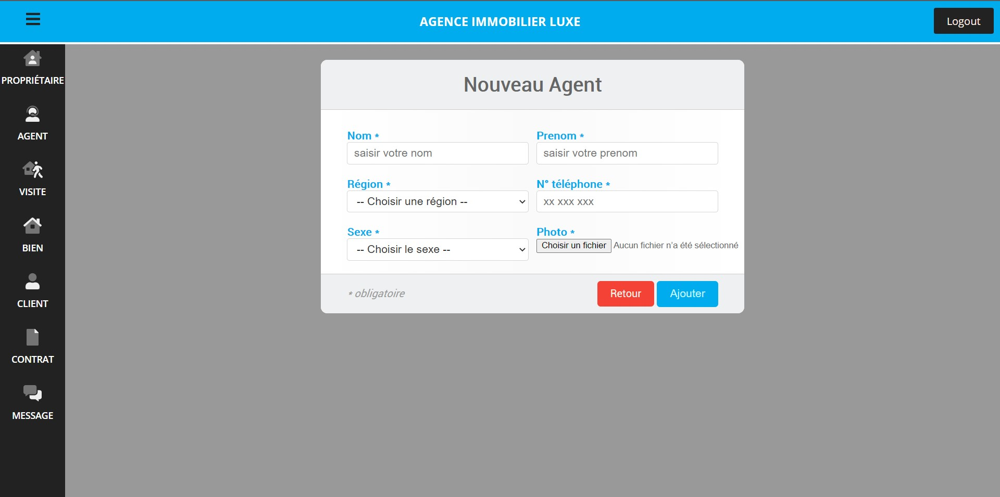 AGENCE IMMOBILIER LUXE
Logout
PROPRIÉTAIRE
AGENT
VISITE
BIEN
CLIENT
CONTRAT
MESSAGE
Nouveau Agent
Nom *
Prenom *
saisir votre nom
saisir votre prenom
Région *
N° téléphone *
-- Choisir une région --
xx xxx xxx
Sexe *
Photo *
-- Choisir le sexe --
Choisir un fichier Aucun fichier n’a été sélectionné
* obligatoire
Retour
Ajouter